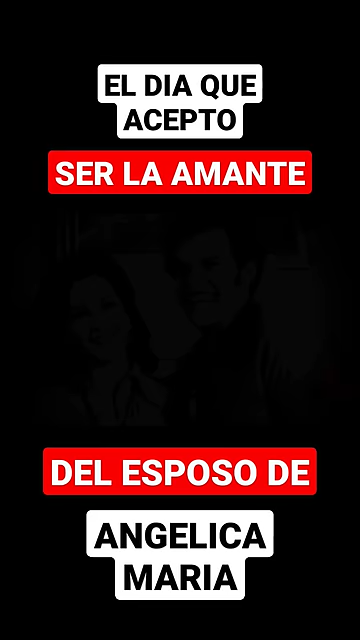 EL DIA QUE
ACEPTO
SER LA AMANTE
DEL ESPOSO DE
ANGELICA
MARIA